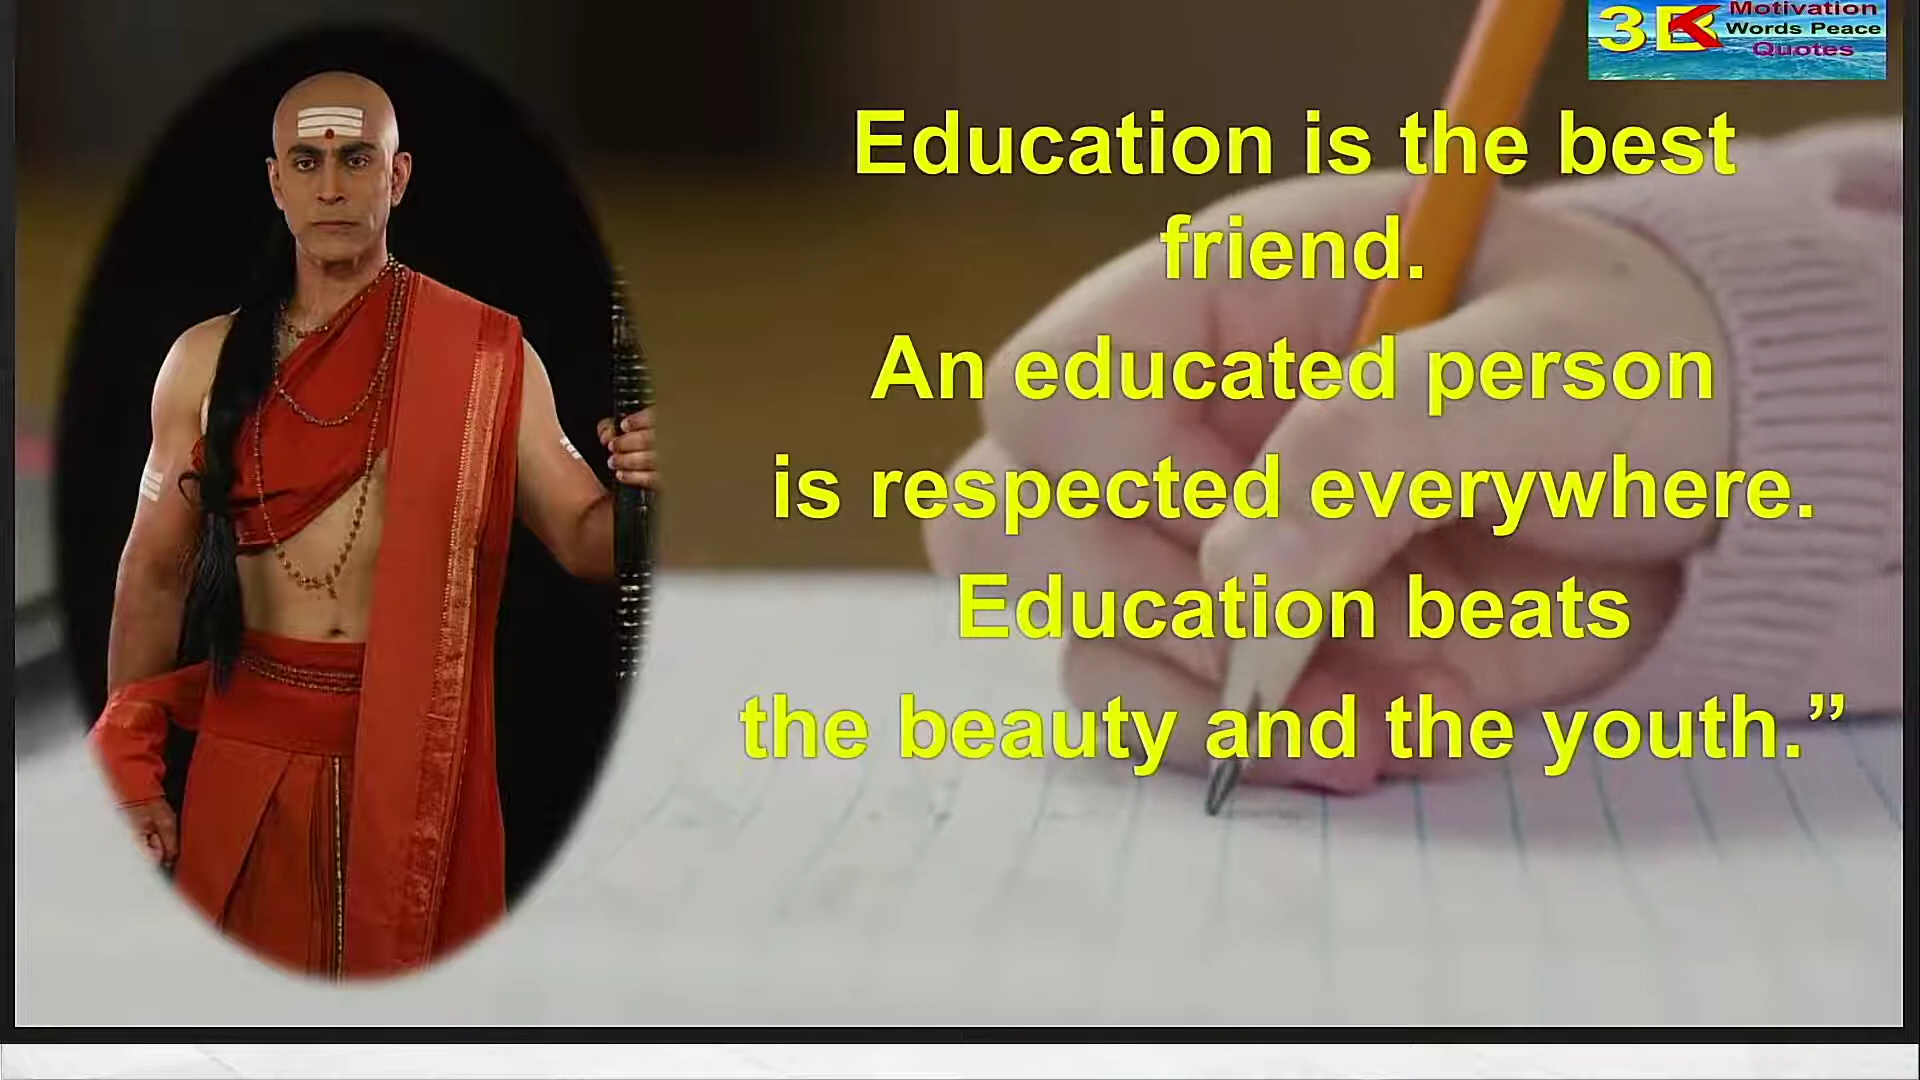 3B
Motivation
Words Peace
Quotes
Education is the best
friend.
An educated person
is respected everywhere.
Education beats
the beauty and the youth.”